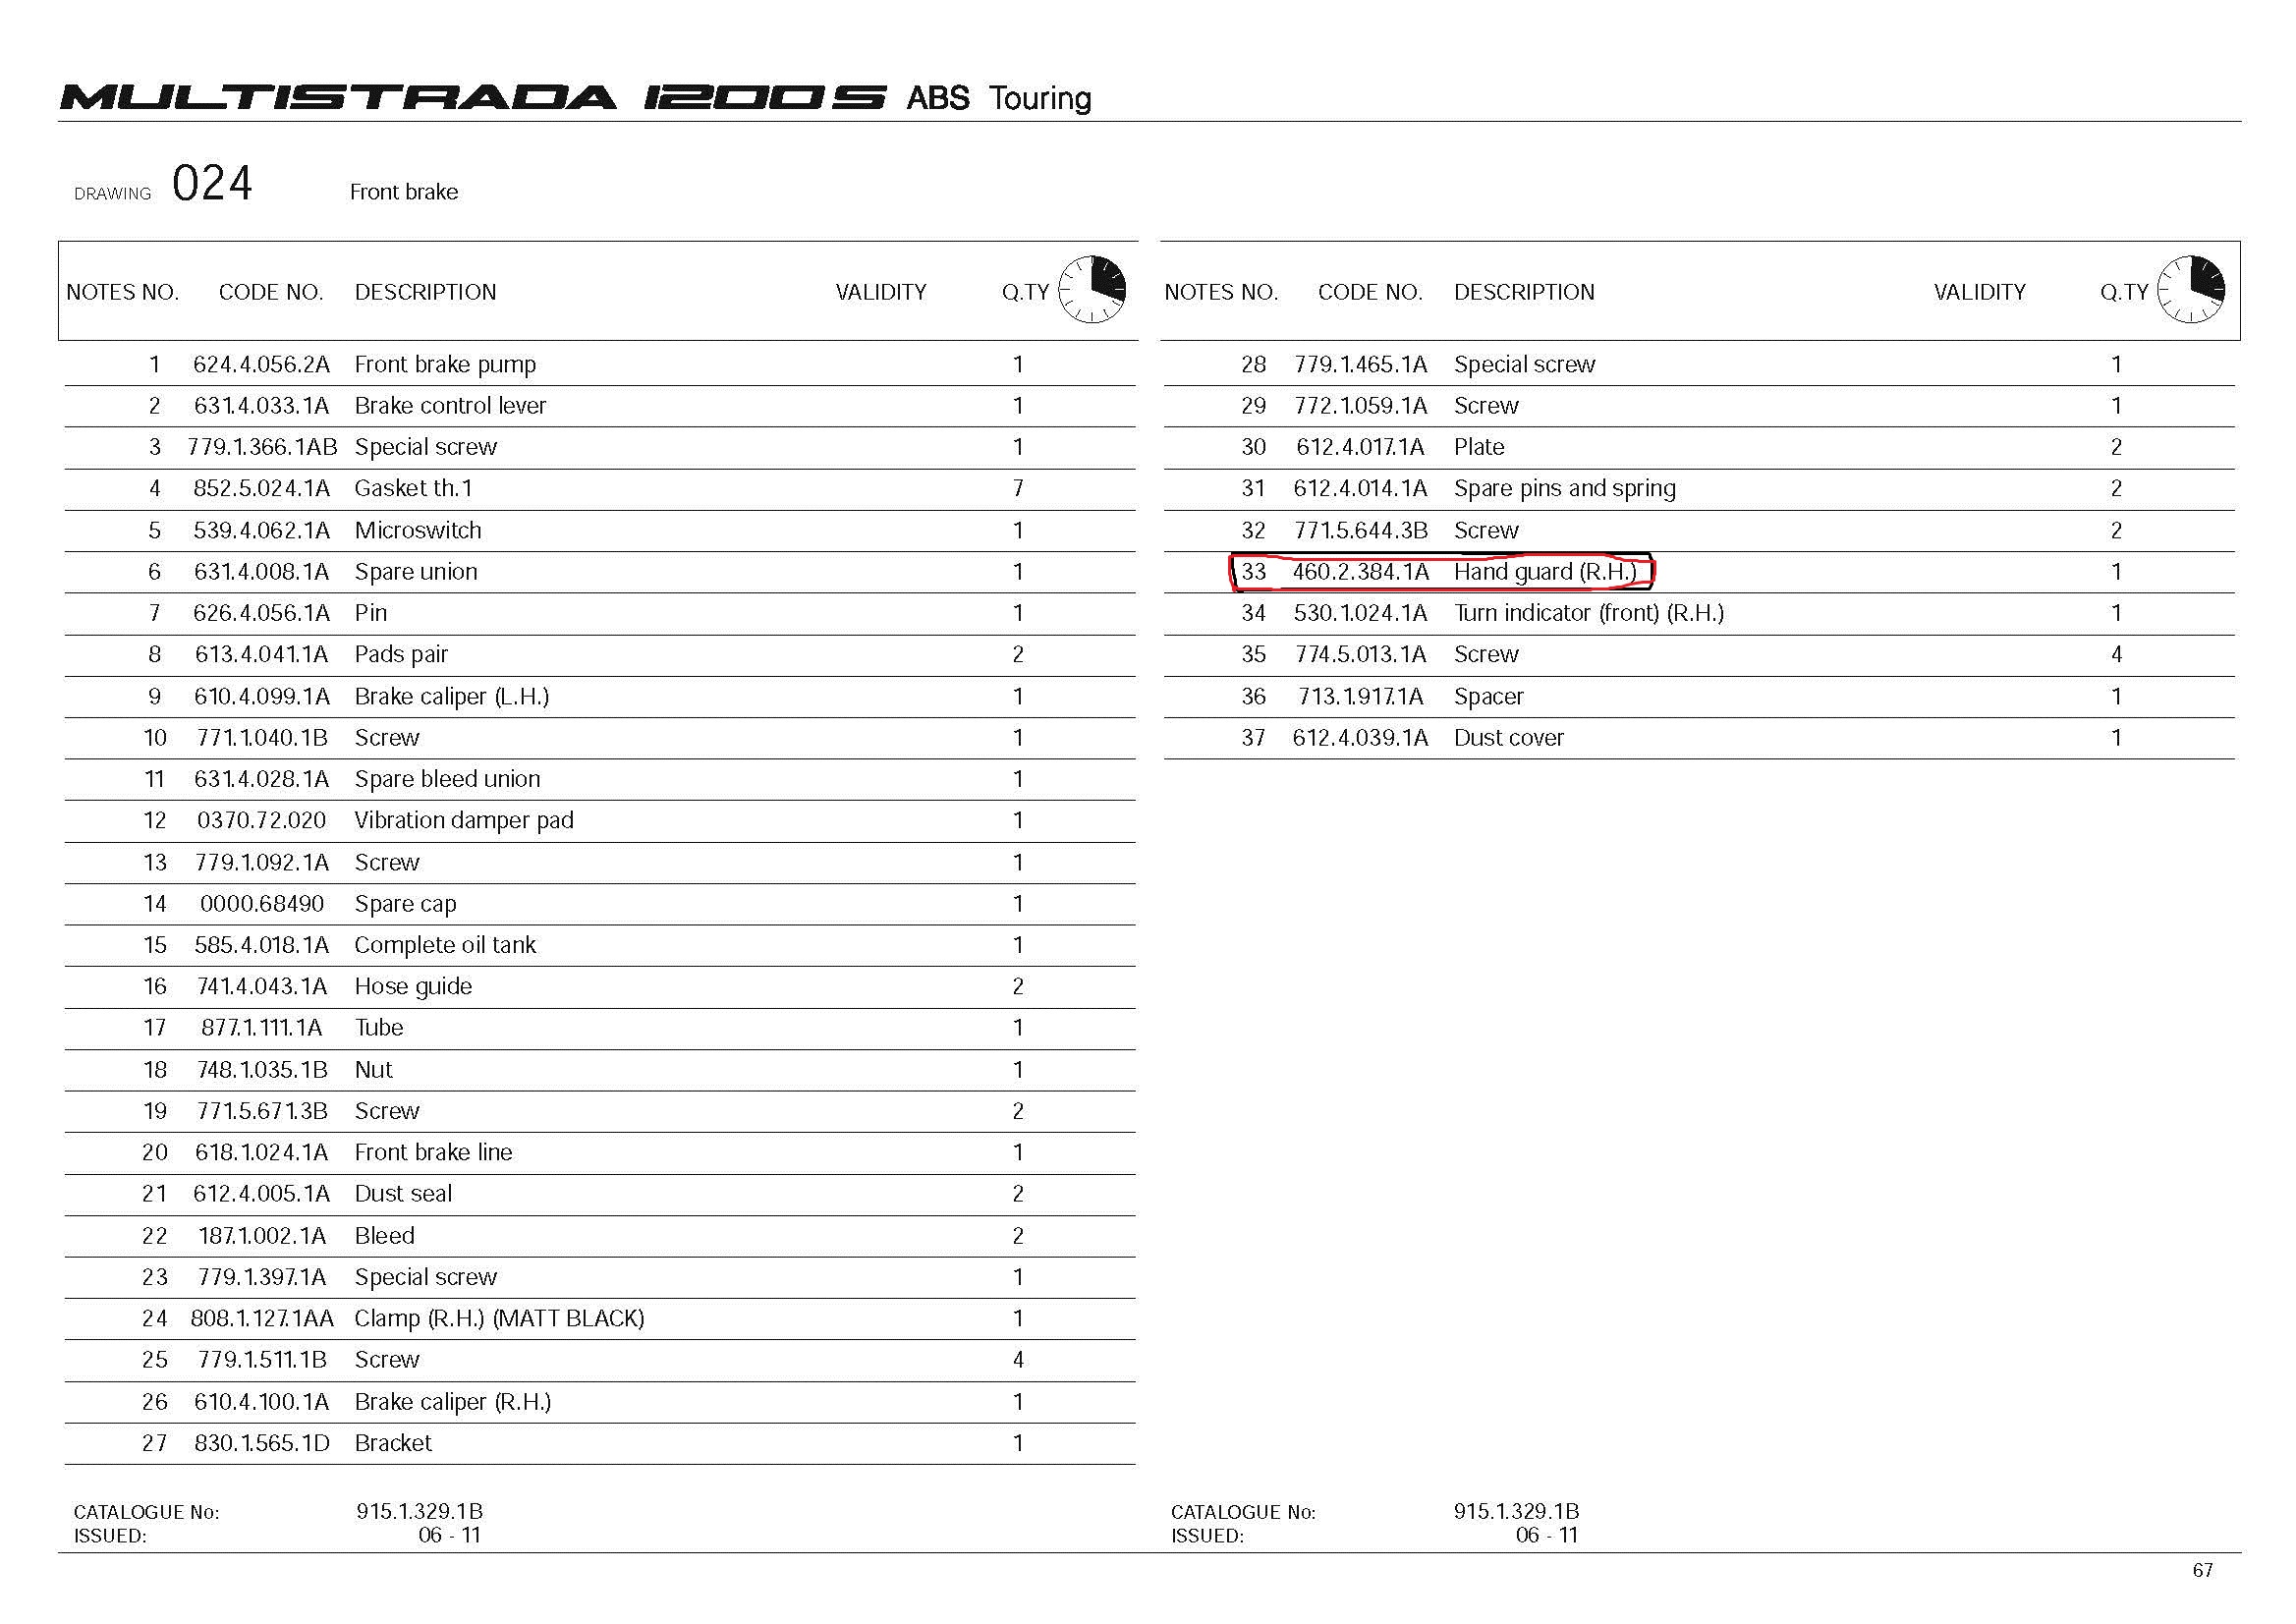 MULTISTRADA 1200 S ABS Touring
DRAWING 024 Front brake
NOTES NO. CODE NO. DESCRIPTION VALIDITY Q.TY
1 624.4.056.2A Front brake pump 1
2 631.4.033.1A Brake control lever 1
3 779.1.366.1AB Special screw 1
4 852.5.024.1A Gasket th.1 7
5 539.4.062.1A Microswitch 1
6 631.4.008.1A Spare union 1
7 626.4.056.1A Pin 1
8 613.4.041.1A Pads pair 2
9 610.4.099.1A Brake caliper (L.H.) 1
10 771.1.040.1B Screw 1
11 631.4.028.1A Spare bleed union 1
12 0370.72.020 Vibration damper pad 1
13 779.1.092.1A Screw 1
14 0000.68490 Spare cap 1
15 585.4.018.1A Complete oil tank 1
16 741.4.043.1A Hose guide 2
17 877.1.111.1A Tube 1
18 748.1.035.1B Nut 1
19 771.5.671.3B Screw 2
20 618.1.024.1A Front brake line 1
21 612.4.005.1A Dust seal 2
22 187.1.002.1A Bleed 2
23 779.1.397.1A Special screw 1
24 808.1.127.1AA Clamp (R.H.) (MATT BLACK) 1
25 779.1.511.1B Screw 4
26 610.4.100.1A Brake caliper (R.H.) 1
27 830.1.565.1D Bracket 1
CATALOGUE No: 915.1.329.1B
ISSUED: 06 - 11
NOTES NO. CODE NO. DESCRIPTION VALIDITY Q.TY
28 779.1.465.1A Special screw 1
29 772.1.059.1A Screw 1
30 612.4.017.1A Plate 2
31 612.4.014.1A Spare pins and spring 2
32 771.5.644.3B Screw 2
33 460.2.384.1A Hand guard (R.H.) 1
34 530.1.024.1A Turn indicator (front) (R.H.) 1
35 774.5.013.1A Screw 4
36 713.1.917.1A Spacer 1
37 612.4.039.1A Dust cover 1
CATALOGUE No: 915.1.329.1B
ISSUED: 06 - 11
67